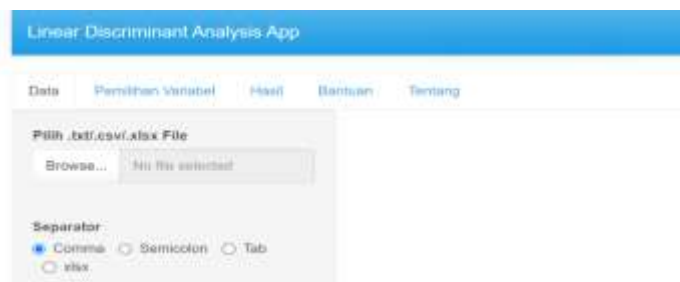 Linear Discriminant Analysis App
Data Pemilihan Variabel Hasil Bantuan Tentang
Pilih .txt/.csv/.xlsx File
Browse... No file selected
Separator
Comma Semicolon Tab
xlsx